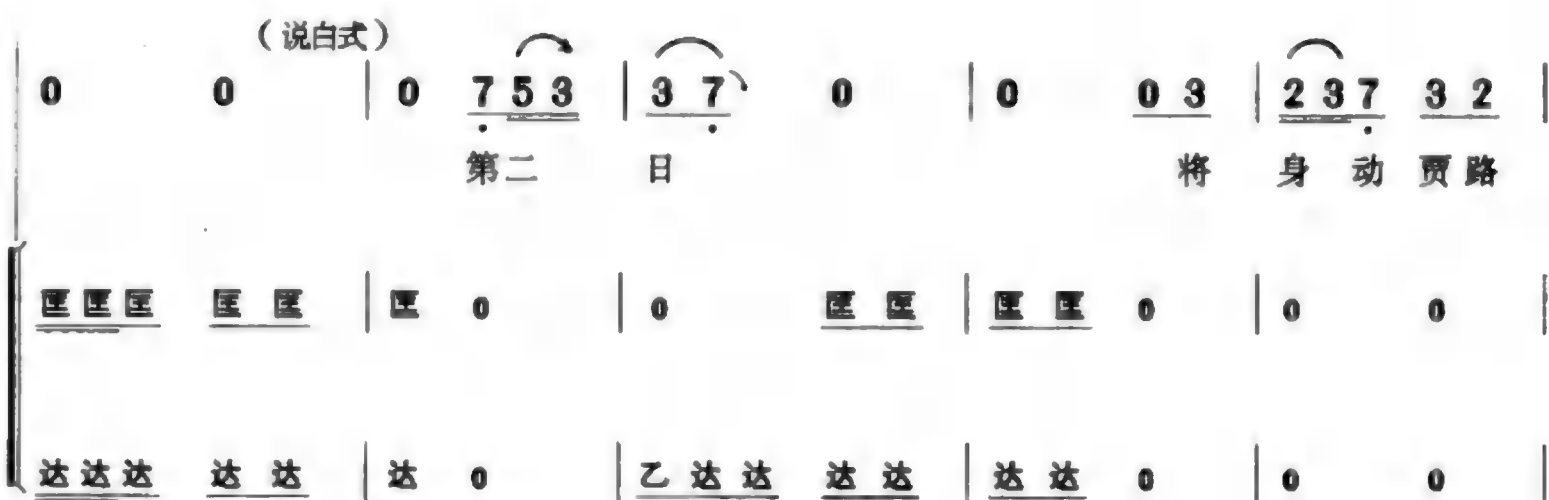 （说白式）
0 0 | 0 7 5 3 | 3 7 0 | 0 0 3 | 2 3 7 3 2 |
第二 日 将 身 动 贾 路
匡 匡 匡 匡 匡 | 匡 0 | 0 匡 匡 | 匡 匡 0 | 0 0 |
达 达 达 达 达 | 达 0 | 乙 达 达 达 达 | 达 达 0 | 0 0 |